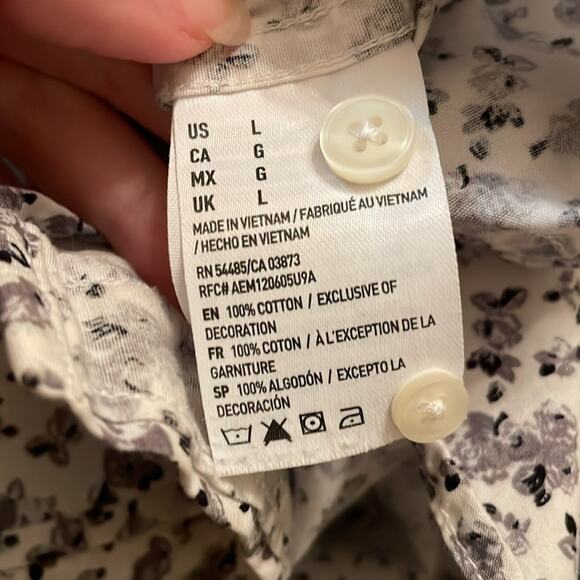 US L
CA G
MX G
UK L
MADE IN VIETNAM / FABRIQUÉ AU VIETNAM
/ HECHO EN VIETNAM
RN 54485/CA 03873
RFC# AEM120605U9A
EN 100% COTTON / EXCLUSIVE OF
DECORATION
FR 100% COTON / À L'EXCEPTION DE LA
GARNITURE
SP 100% ALGODÓN / EXCEPTO LA
DECORACIÓN